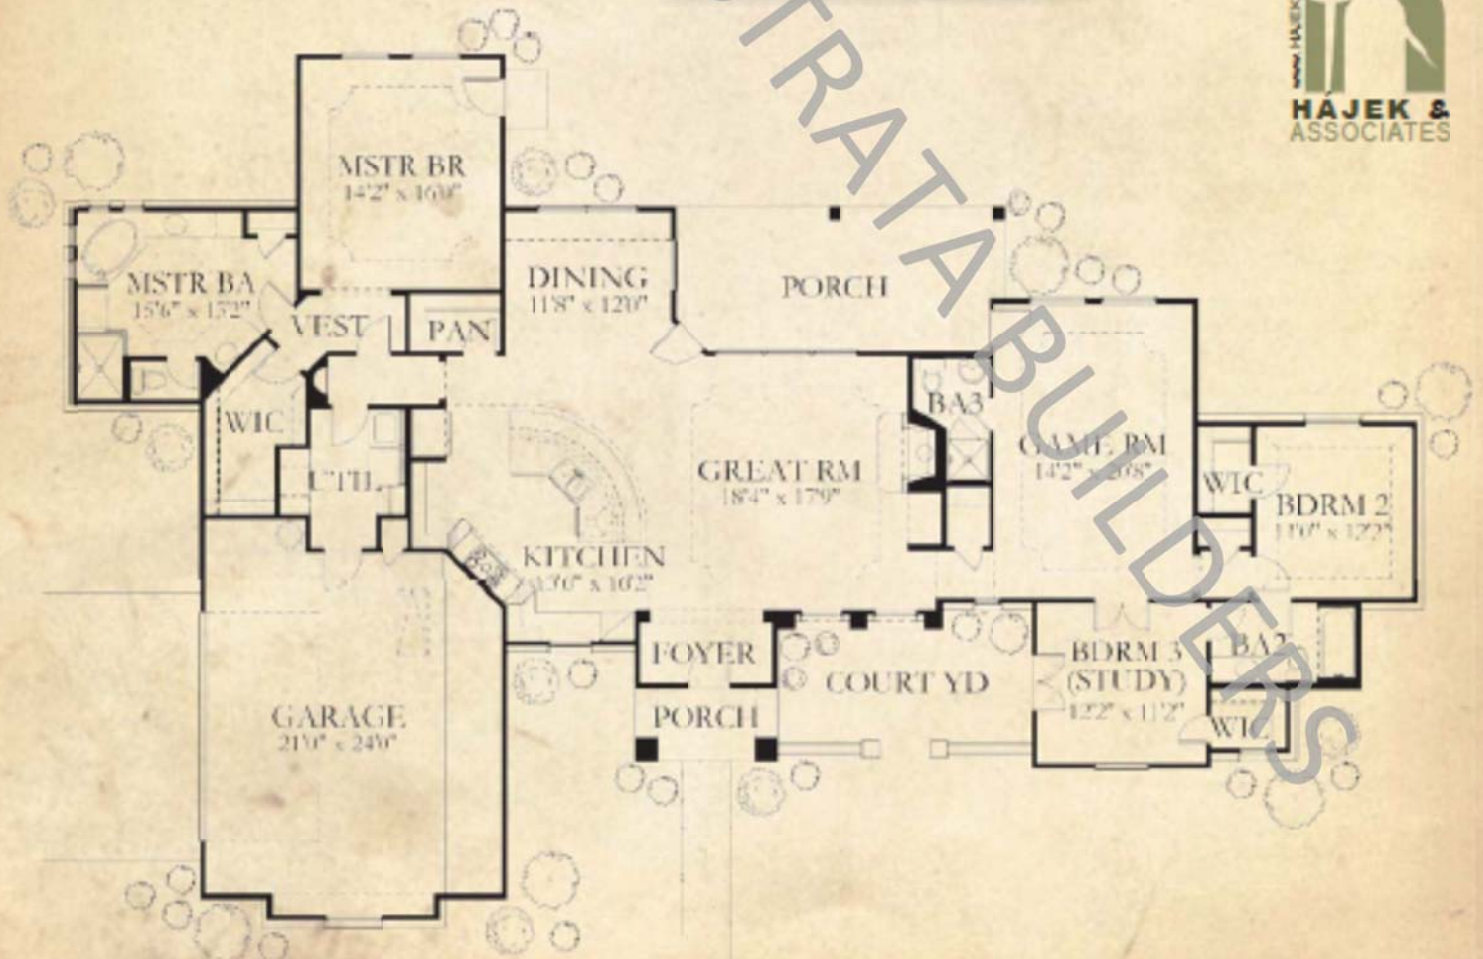 HÁJEK &
ASSOCIATES
MSTR BR
14'2" x 16'0"
MSTR BA
15'6" x 13'2"
VEST
PAN
DINING
11'8" x 12'0"
PORCH
WIC
UTIL
BA3
GREAT RM
18'4" x 17'9"
GAME RM
14'2" x 20'8"
WIC
BDRM 2
11'0" x 12'2"
KITCHEN
13'6" x 16'2"
FOYER
PORCH
COURT YD
BDRM 3
(STUDY)
12'2" x 11'2"
BA2
WIC
GARAGE
21'0" x 24'0"
TRATA BUILDERS